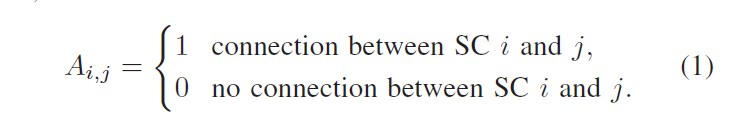 1 connection between SC i and j,
A_{i,j} = { (1)
0 no connection between SC i and j.